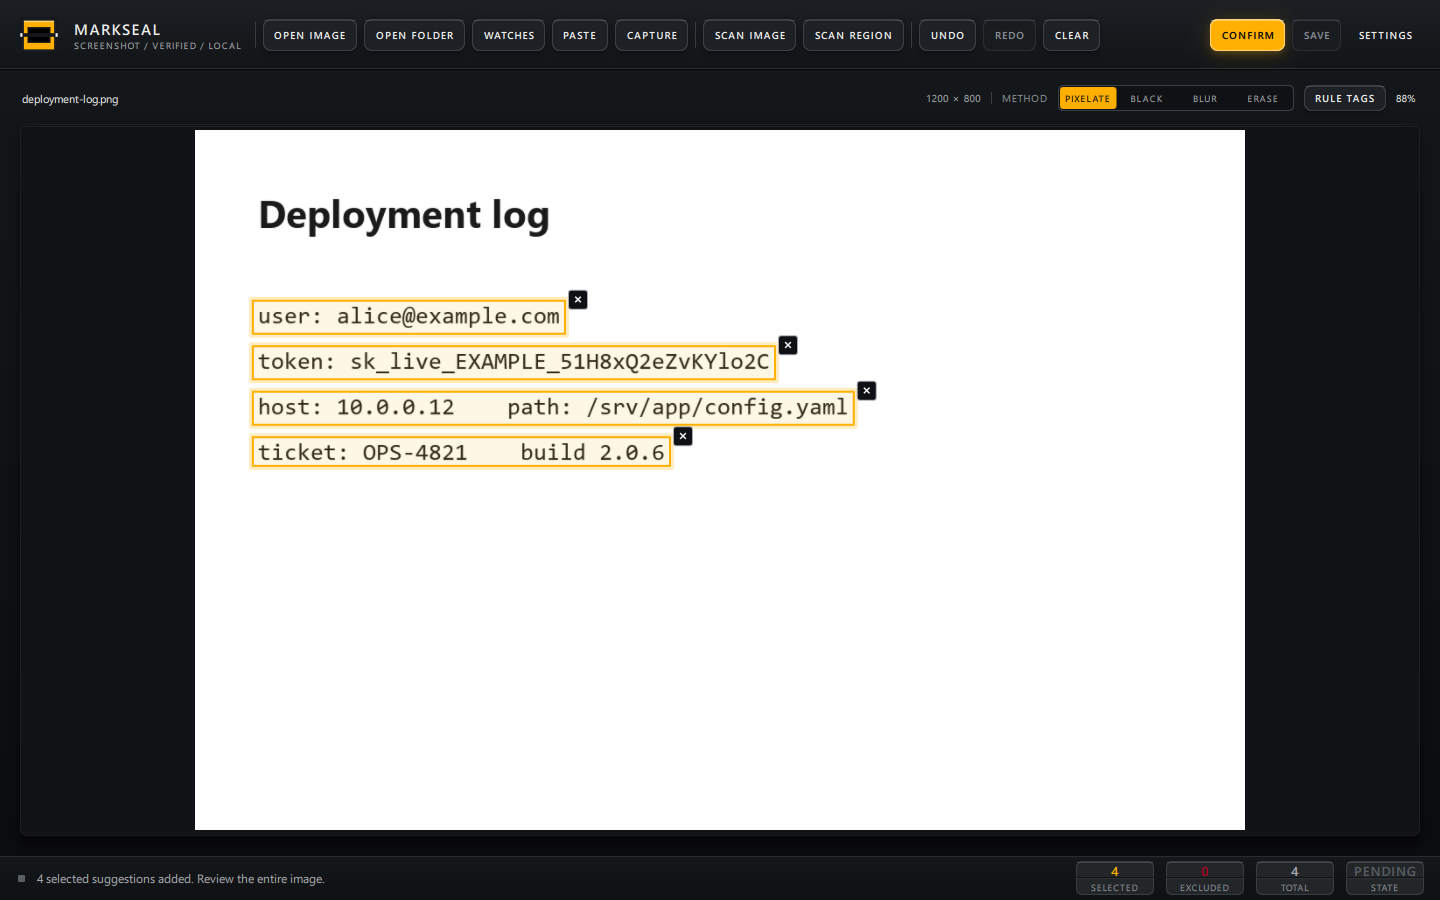 MARKSEAL
SCREENSHOT / VERIFIED / LOCAL
OPEN IMAGE
OPEN FOLDER
WATCHES
PASTE
CAPTURE
SCAN IMAGE
SCAN REGION
UNDO
REDO
CLEAR
CONFIRM
SAVE
SETTINGS
deployment-log.png
1200 × 800
METHOD
PIXELATE
BLACK
BLUR
ERASE
RULE TAGS
88%
Deployment log
user: alice@example.com
token: sk_live_EXAMPLE_51H8xQ2eZvKYlo2C
host: 10.0.0.12    path: /srv/app/config.yaml
ticket: OPS-4821    build 2.0.6
4 selected suggestions added. Review the entire image.
4
SELECTED
0
EXCLUDED
4
TOTAL
PENDING
STATE